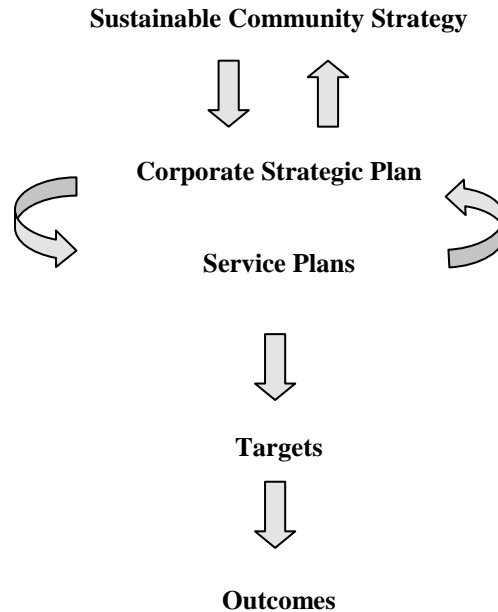 Sustainable Community Strategy
Corporate Strategic Plan
Service Plans
Targets
Outcomes